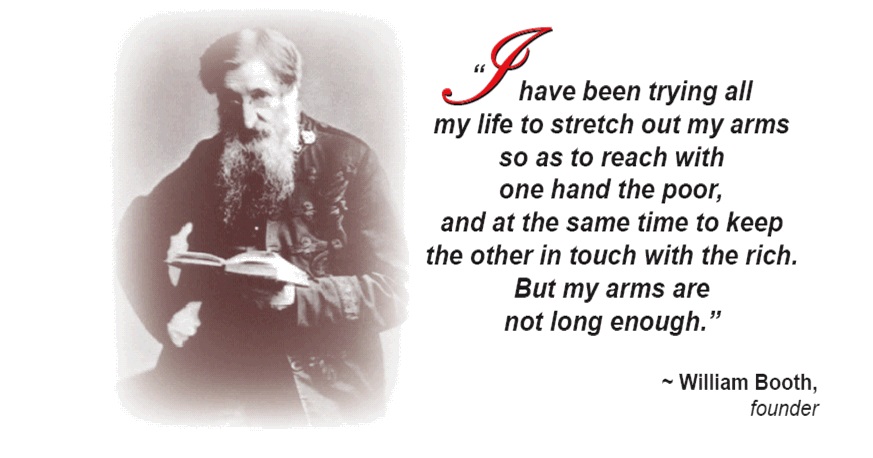 “I have been trying all
my life to stretch out my arms
so as to reach with
one hand the poor,
and at the same time to keep
the other in touch with the rich.
But my arms are
not long enough.”
~ William Booth,
founder